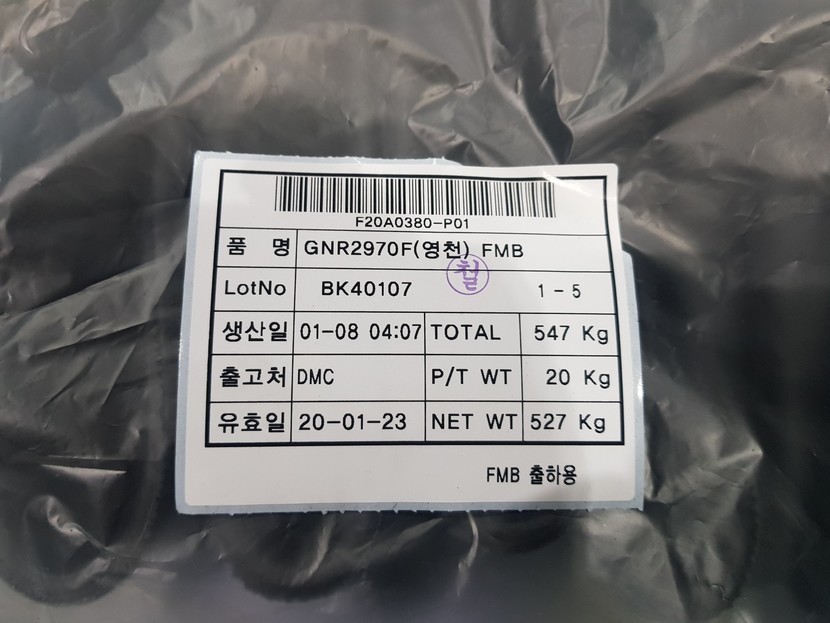 F20A0380-P01
품 명 GNR2970F(영천) FMB
LotNo BK40107 1-5
생산일 01-08 04:07 TOTAL 547 Kg
출고처 DMC P/T WT 20 Kg
유효일 20-01-23 NET WT 527 Kg
FMB 출하용